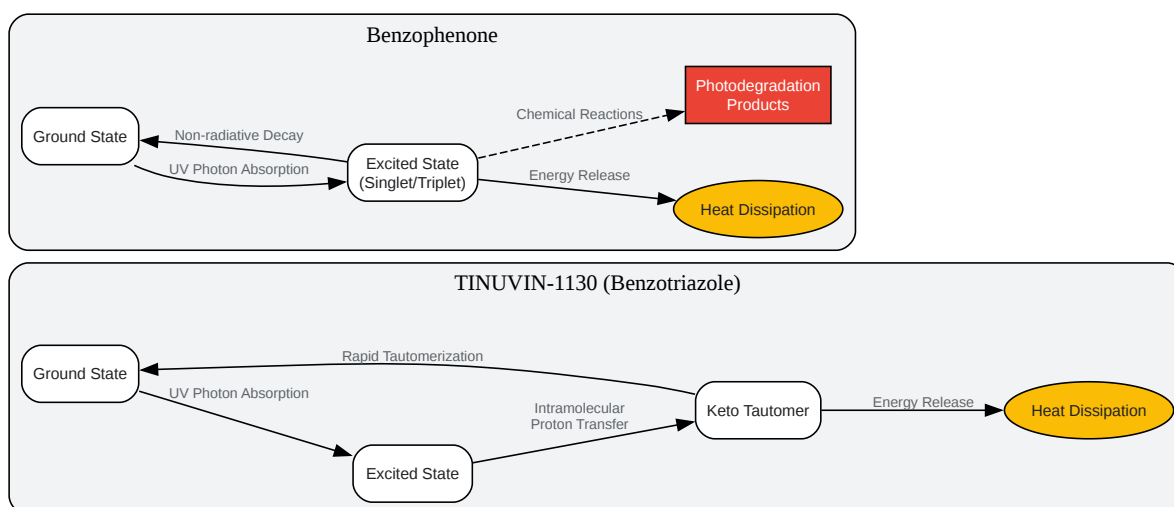 Benzophenone
Photodegradation
Products
Chemical Reactions
Ground State
Non-radiative Decay
UV Photon Absorption
Excited State
(Singlet/Triplet)
Energy Release
Heat Dissipation
TINUVIN-1130 (Benzotriazole)
Rapid Tautomerization
Ground State
UV Photon Absorption
Intramolecular
Proton Transfer
Keto Tautomer
Energy Release
Heat Dissipation
Excited State